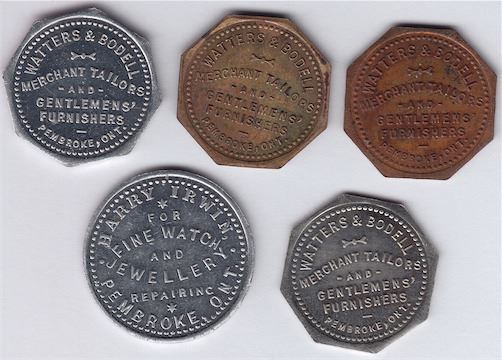 WATTERS & BODELL
MERCHANT TAILORS
-AND-
GENTLEMENS'
FURNISHERS
PEMBROKE, ONT.
WATTERS & BODELL
MERCHANT TAILORS
-AND-
GENTLEMENS'
FURNISHERS
PEMBROKE, ONT.
WATTERS & BODELL
MERCHANT TAILORS
-AND-
GENTLEMENS'
FURNISHERS
PEMBROKE, ONT.
HARRY IRWIN,
FOR
FINE WATCH
AND
JEWELLERY
REPAIRING
PEMBROKE, ONT.
WATTERS & BODELL
MERCHANT TAILORS
-AND-
GENTLEMENS'
FURNISHERS
PEMBROKE, ONT.